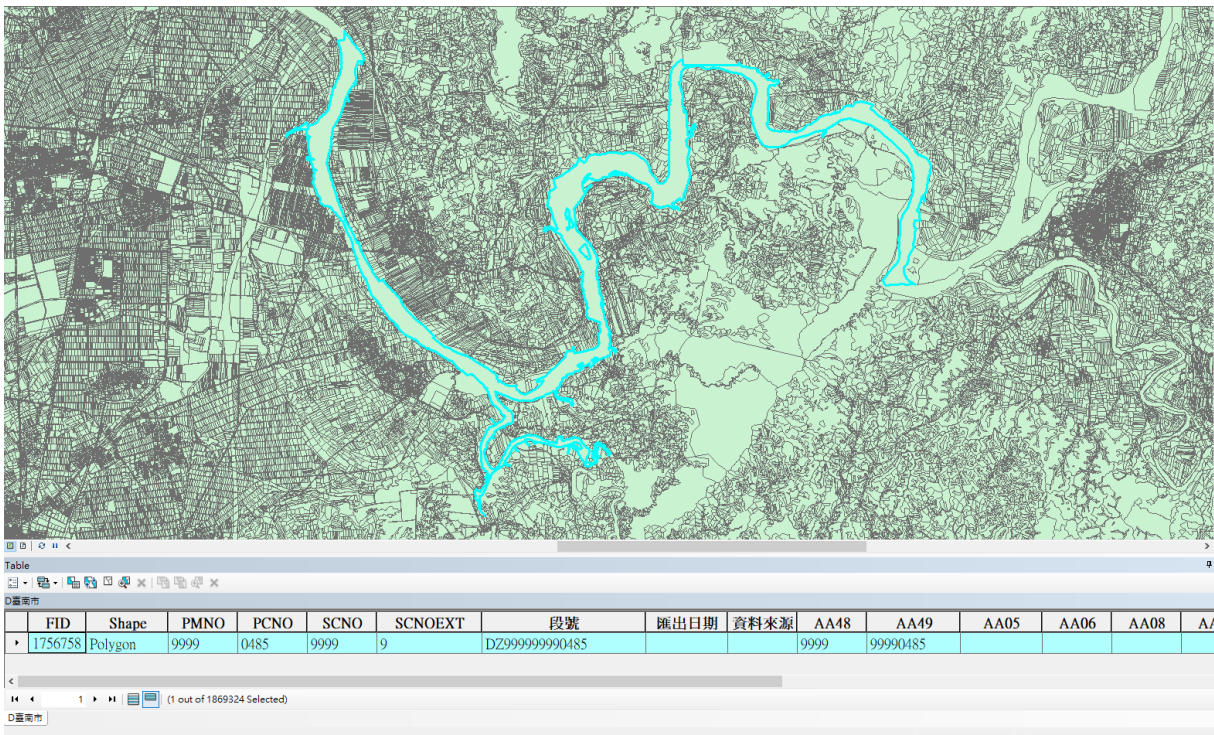 Table
D臺南市
FID Shape PMNO PCNO SCNO SCNOEXT 段號 匯出日期 資料來源 AA48 AA49 AA05 AA06 AA08 AA
1756758 Polygon 9999 0485 9999 9 DZ999999990485 9999 99990485
1 (1 out of 1869324 Selected)
D臺南市